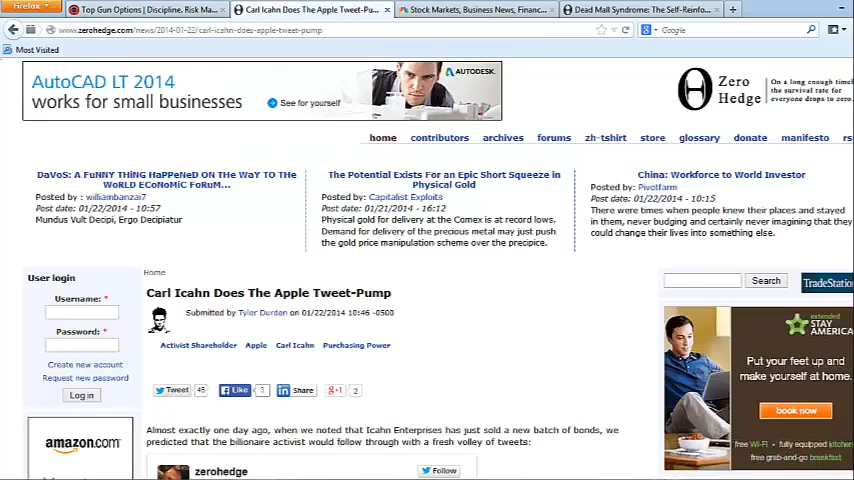 Firefox
Top Gun Options | Discipline. Risk Ma...
Carl Icahn Does The Apple Tweet-Pum...
Stock Markets, Business News, Financ...
Dead Mall Syndrome: The Self-Reinfo...
www.zerohedge.com/news/2014-01-22/carl-icahn-does-apple-tweet-pump
Google
Most Visited
AutoCAD LT 2014
works for small businesses
See for yourself
AUTODESK.
Zero
Hedge
On a long enough timel
the survival rate for
everyone drops to zero.
home contributors archives forums zh-tshirt store glossary donate manifesto rs
DaVoS: A FuNNY THiNG HaPPeNeD ON THe WaY TO THe
WoRLD ECoNoMiC FoRuM...
Posted by : williambanzai7
Post date: 01/22/2014 - 10:57
Mundus Vult Decipi, Ergo Decipiatur
The Potential Exists For an Epic Short Squeeze in
Physical Gold
Posted by: Capitalist Exploits
Post date: 01/21/2014 - 16:12
Physical gold for delivery at the Comex is at record lows.
Demand for delivery of the precious metal may just push
the gold price manipulation scheme over the precipice.
China: Workforce to World Investor
Posted by: Pivotfarm
Post date: 01/22/2014 - 10:15
There were times when people knew their places and stayed
in them, never budging and certainly never imagining that they
could change their lives into something else.
User login
Username: *
Password: *
Create new account
Request new password
Log in
amazon.com
Home
Carl Icahn Does The Apple Tweet-Pump
Submitted by Tyler Durden on 01/22/2014 10:46 -0500
Activist Shareholder Apple Carl Icahn Purchasing Power
Tweet 45 Like 3 Share g+1 2
Almost exactly one day ago, when we noted that Icahn Enterprises has just sold a new batch of bonds, we
predicted that the billionaire activist would follow through with a fresh volley of tweets:
zerohedge
Follow
Search
TradeStation
extended
STAY
AMERICA
Put your feet up and
make yourself at home.
book now
free Wi-Fi • fully equipped kitchen
free grab-and-go breakfast